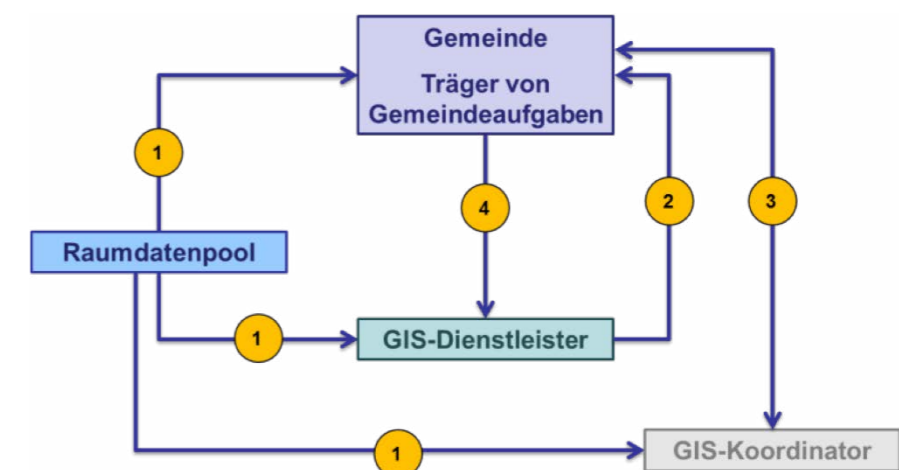 Gemeinde
Träger von
Gemeindeaufgaben
1
4
2
3
Raumdatenpool
1
GIS-Dienstleister
1
GIS-Koordinator